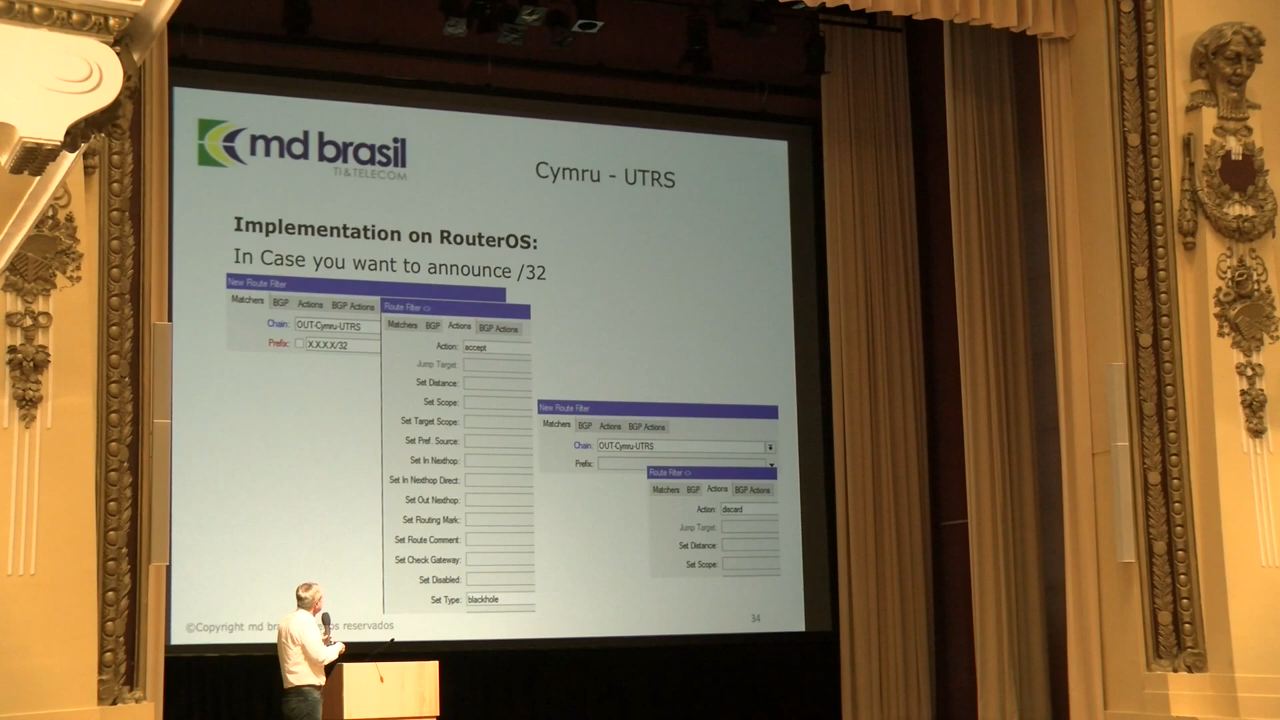 md brasil
TI & TELECOM
Cymru - UTRS
Implementation on RouterOS:
In Case you want to announce /32
New Route Filter
Matchers BGP Actions BGP Actions
Chain: OUT-Cymru-UTRS
Prefix: X.X.X.X/32
Route Filter <>
Matchers BGP Actions BGP Actions
Action: accept
Jump Target:
Set Distance:
Set Scope:
Set Target Scope:
Set Pref. Source:
Set In Nexthop:
Set In Nexthop Direct:
Set Out Nexthop:
Set Routing Mark:
Set Route Comment:
Set Check Gateway:
Set Disabled:
Set Type: blackhole
New Route Filter
Matchers BGP Actions BGP Actions
Chain: OUT-Cymru-UTRS
Prefix:
Route Filter <>
Matchers BGP Actions BGP Actions
Action: discard
Jump Target:
Set Distance:
Set Scope:
©Copyright md reservados
34